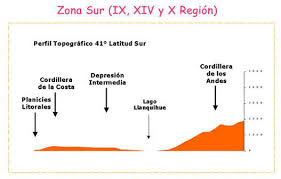 Zona Sur (IX, XIV y X Región)
Perfil Topográfico 41° Latitud Sur
Cordillera
de los
Andes
Cordillera
de la Costa
Depresión
Intermedia
Planicies
Litorales
Lago
Llanquihue